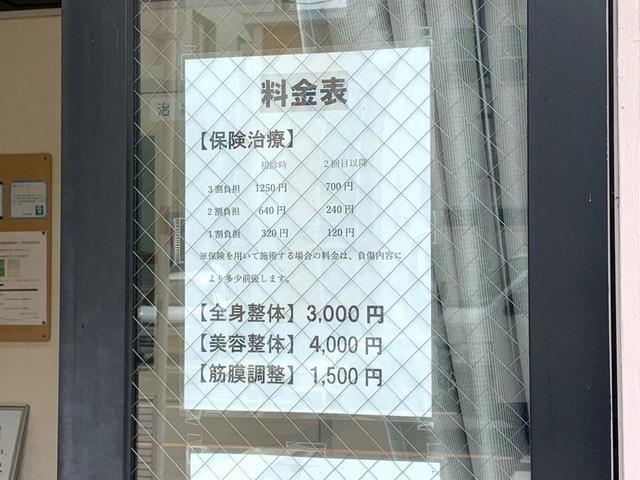 料金表
【保険治療】
初診時 2回目以降
3割負担 1250円 700円
2割負担 640円 240円
1割負担 320円 120円
※保険を用いて施術する場合の料金は、負傷内容に
より多少前後します。
【全身整体】3,000円
【美容整体】4,000円
【筋膜調整】1,500円
治